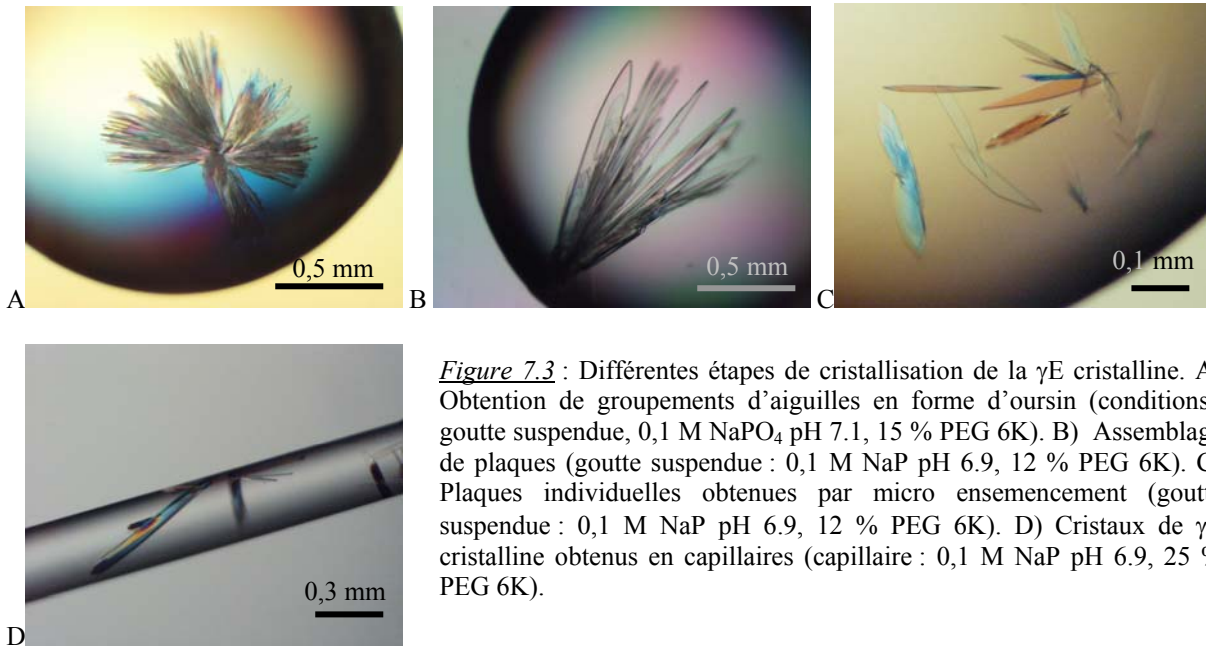 0,5 mm
A
0,5 mm
B
0,1 mm
C
0,3 mm
D
Figure 7.3 : Différentes étapes de cristallisation de la γE cristalline. A
Obtention de groupements d’aiguilles en forme d’oursin (conditions
goutte suspendue, 0,1 M NaPO₄ pH 7.1, 15 % PEG 6K). B) Assemblag
de plaques (goutte suspendue : 0,1 M NaP pH 6.9, 12 % PEG 6K). C
Plaques individuelles obtenues par micro ensemencement (goutt
suspendue : 0,1 M NaP pH 6.9, 12 % PEG 6K). D) Cristaux de γ
cristalline obtenus en capillaires (capillaire : 0,1 M NaP pH 6.9, 25 %
PEG 6K).